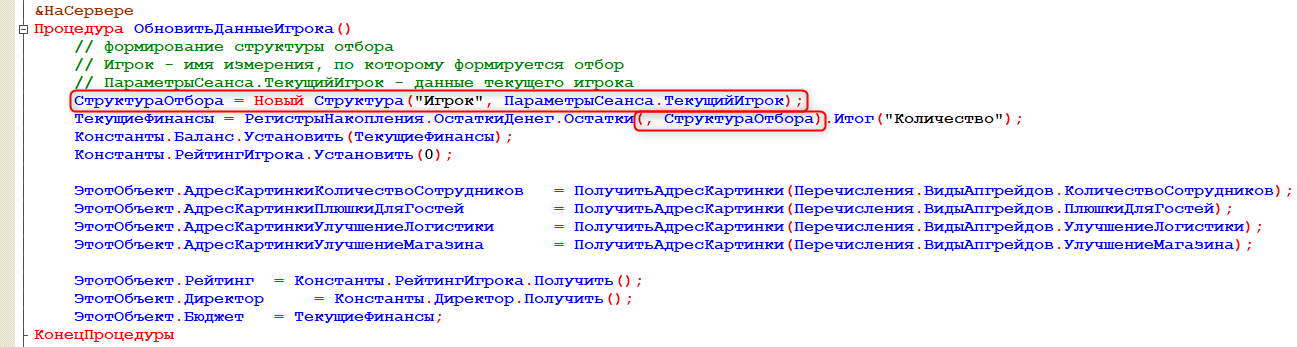 &НаСервере
Процедура ОбновитьДанныеИгрока()
// формирование структуры отбора
// Игрок - имя измерения, по которому формируется отбор
// ПараметрыСеанса.ТекущийИгрок - данные текущего игрока
СтруктураОтбора = Новый Структура("Игрок", ПараметрыСеанса.ТекущийИгрок);
ТекущиеФинансы = РегистрыНакопления.ОстаткиДенег.Остатки(, СтруктураОтбора).Итог("Количество");
Константы.Баланс.Установить(ТекущиеФинансы);
Константы.РейтингИгрока.Установить(0);
ЭтотОбъект.АдресКартинкиКоличествоСотрудников = ПолучитьАдресКартинки(Перечисления.ВидыАпгрейдов.КоличествоСотрудников);
ЭтотОбъект.АдресКартинкиПлюшкиДляГостей = ПолучитьАдресКартинки(Перечисления.ВидыАпгрейдов.ПлюшкиДляГостей);
ЭтотОбъект.АдресКартинкиУлучшениеЛогистики = ПолучитьАдресКартинки(Перечисления.ВидыАпгрейдов.УлучшениеЛогистики);
ЭтотОбъект.АдресКартинкиУлучшениеМагазина = ПолучитьАдресКартинки(Перечисления.ВидыАпгрейдов.УлучшениеМагазина);
ЭтотОбъект.Рейтинг = Константы.РейтингИгрока.Получить();
ЭтотОбъект.Директор = Константы.Директор.Получить();
ЭтотОбъект.Бюджет = ТекущиеФинансы;
КонецПроцедуры